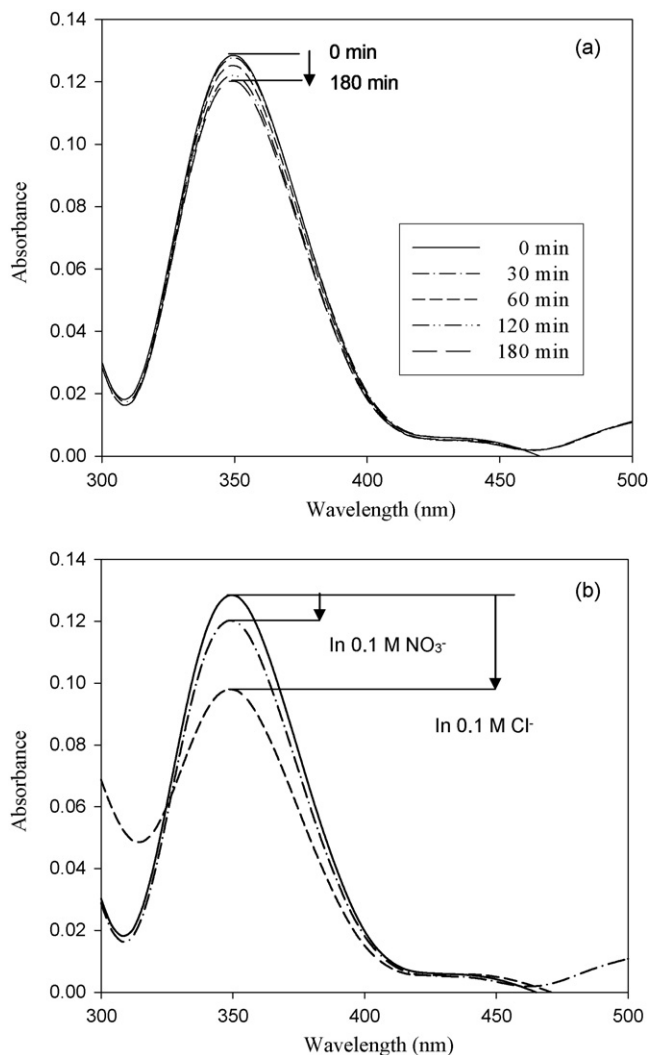 (a)
0 min
180 min
0.14
0.12
0.10
0.08
0.06
0.04
0.02
0.00
Absorbance
0 min
30 min
60 min
120 min
180 min
300
350
400
450
500
Wavelength (nm)
(b)
0.14
0.12
0.10
0.08
0.06
0.04
0.02
0.00
Absorbance
In 0.1 M NO₃⁻
In 0.1 M Cl⁻
300
350
400
450
500
Wavelength (nm)